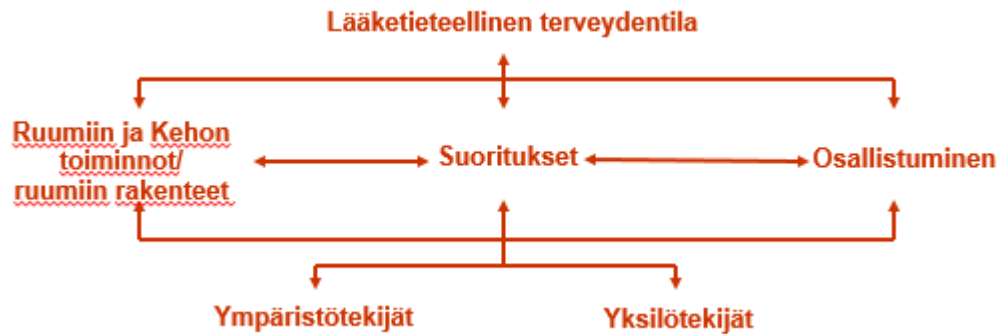 Lääketieteellinen terveydentila
Ruumiin ja Kehon
toiminnot/
ruumiin rakenteet
Suoritukset
Osallistuminen
Ympäristötekijät
Yksilötekijät